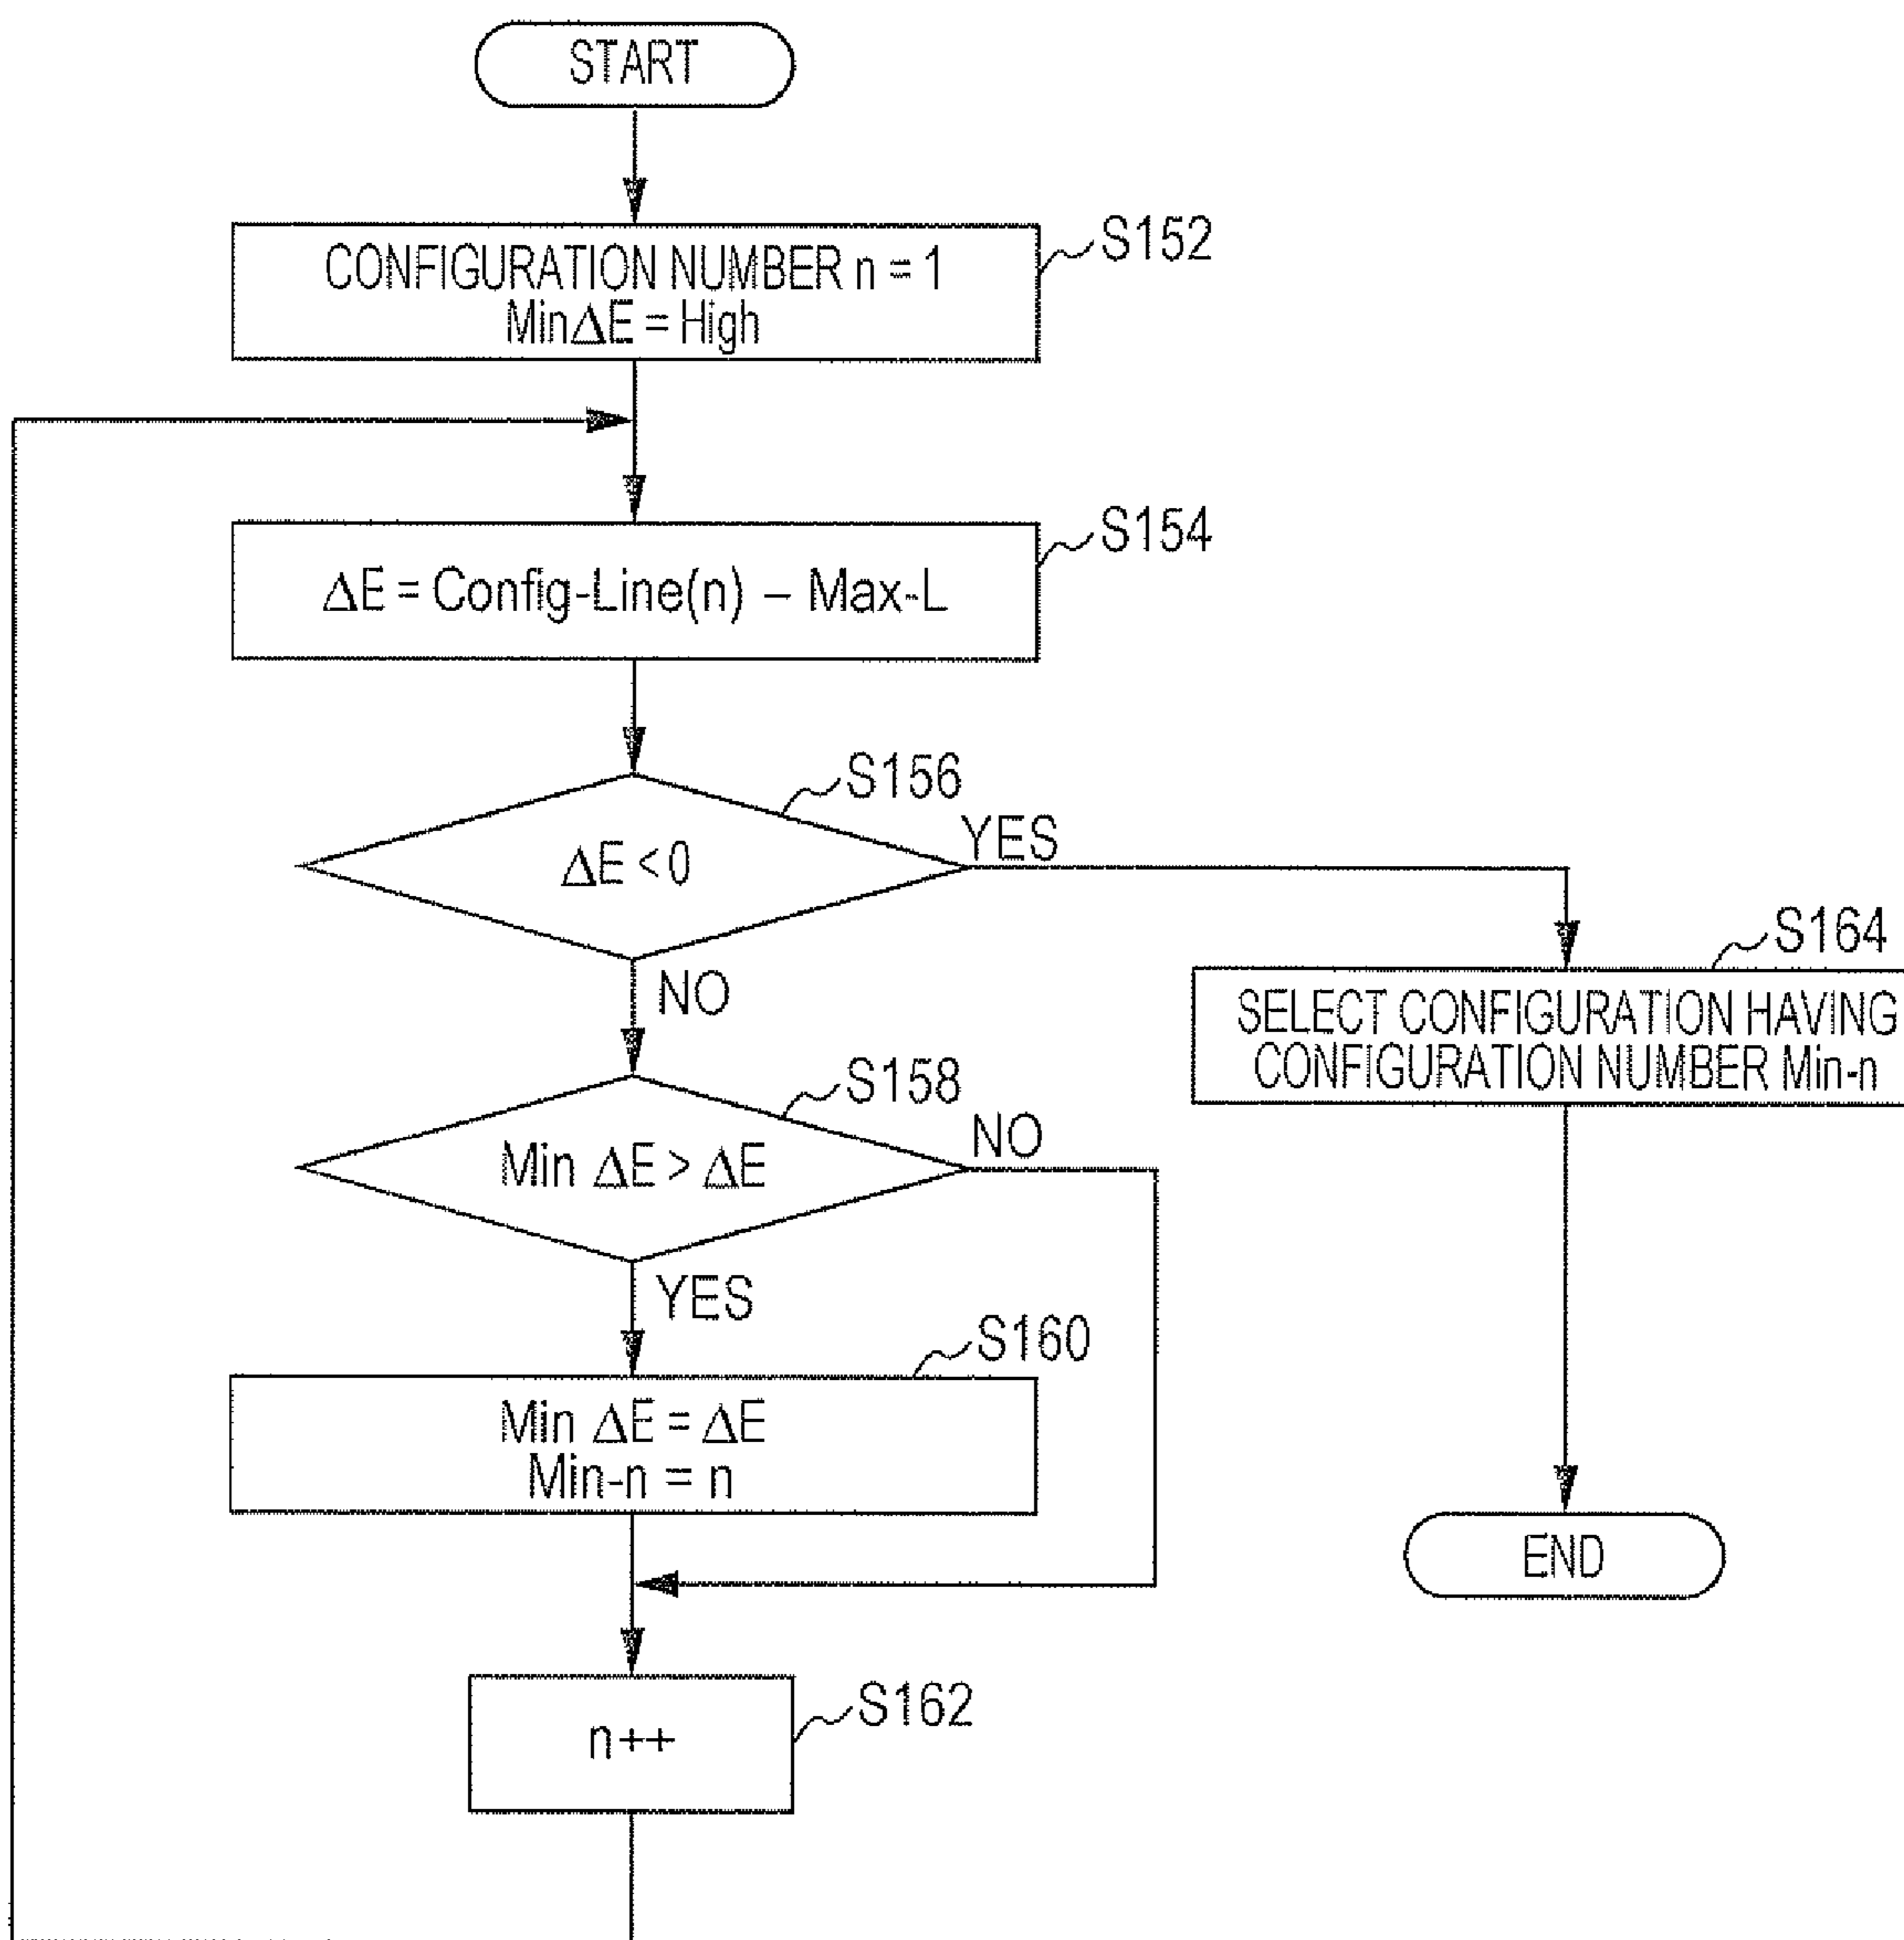 START
CONFIGURATION NUMBER n = 1
MinΔE = High
S152
ΔE = Config-Line(n) – Max-L
S154
ΔE < 0
S156
YES
NO
SELECT CONFIGURATION HAVING
CONFIGURATION NUMBER Min-n
S164
Min ΔE > ΔE
S158
NO
YES
Min ΔE = ΔE
Min-n = n
S160
END
n++
S162